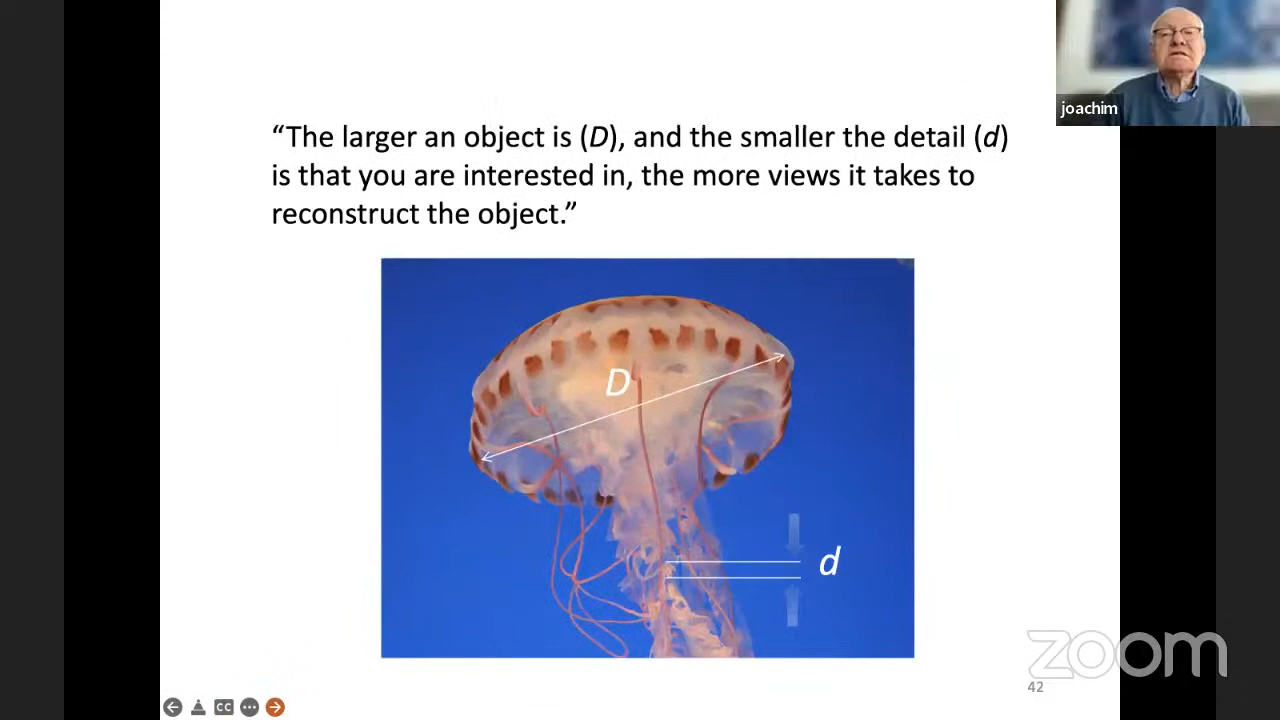 joachim
“The larger an object is (D), and the smaller the detail (d)
is that you are interested in, the more views it takes to
reconstruct the object.”
D
d
zoom
42
CC